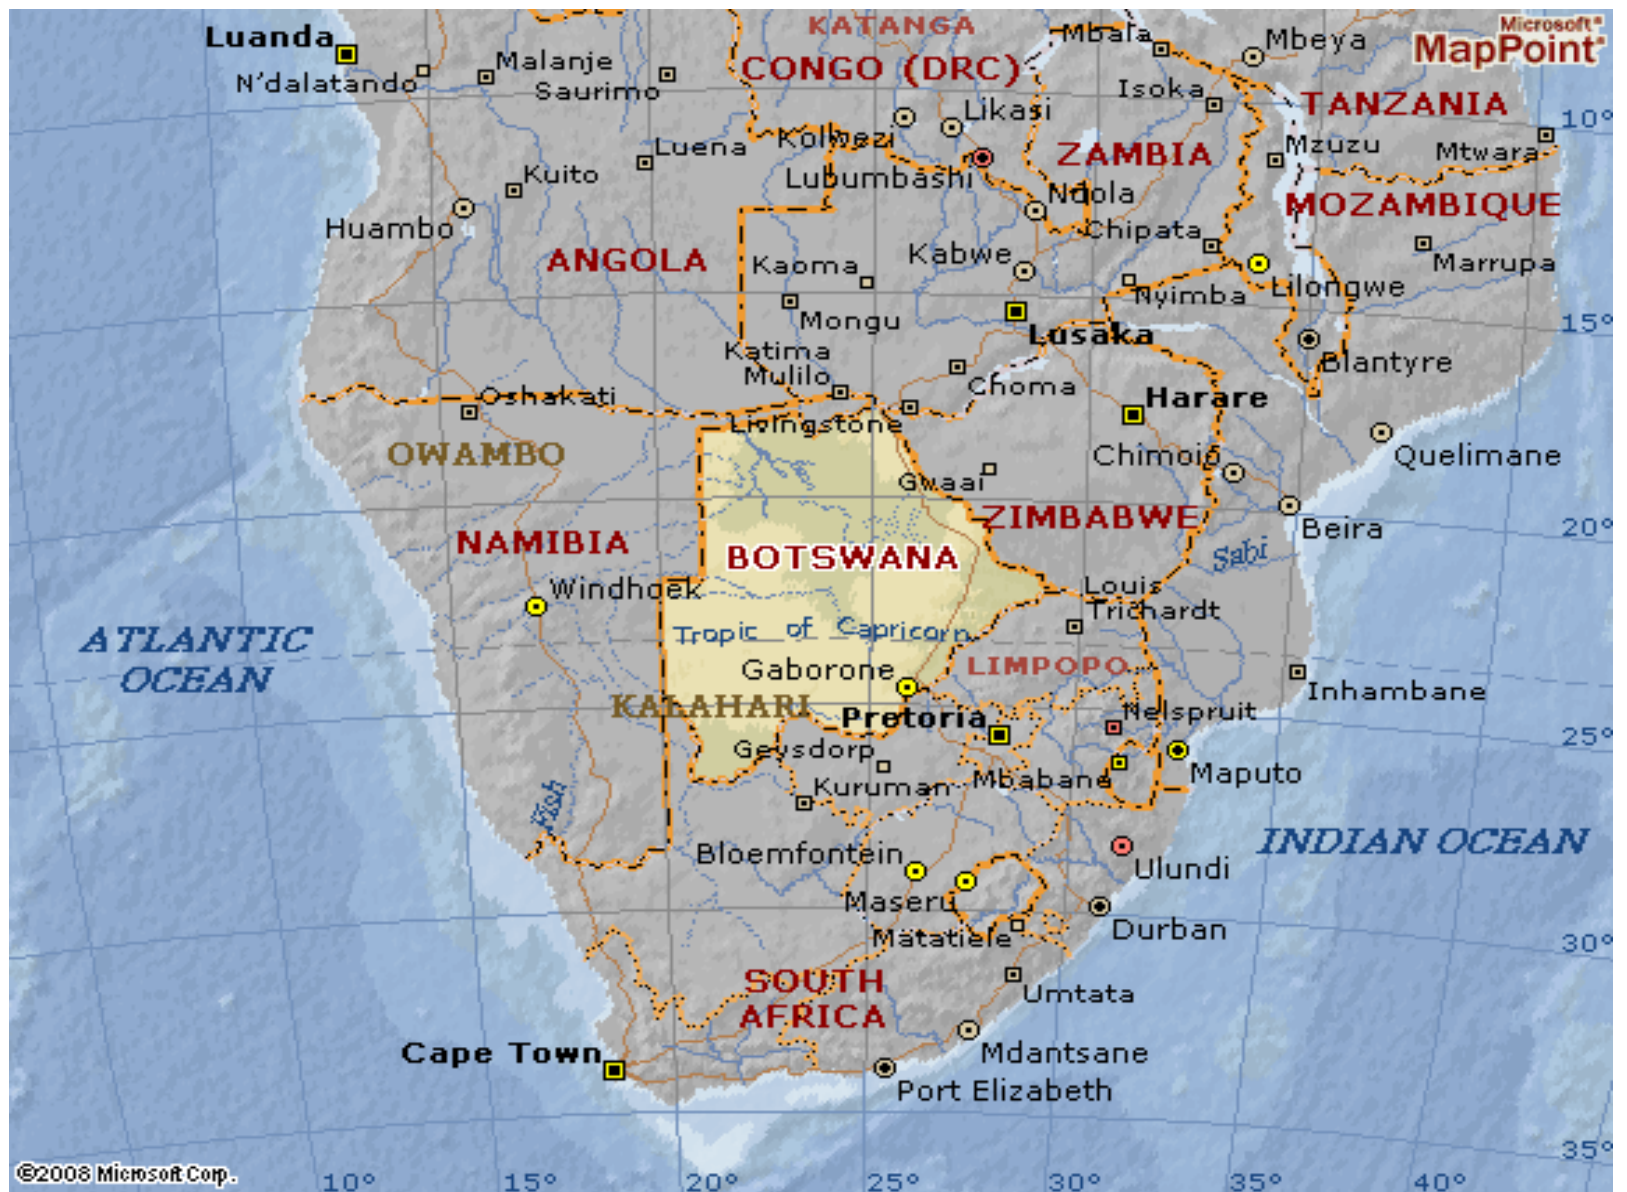 Microsoft®
MapPoint®
KATANGA
Luanda
Mbala
Mbeya
Malanje
CONGO (DRC)
N'dalatando
Saurimo
Isoka
TANZANIA
Likasi
10°
Kolwezi
Luena
ZAMBIA
Mzuzu
Mtwara
Kuito
Lubumbashi
Ndola
MOZAMBIQUE
Huambo
Chipata
ANGOLA
Kaoma
Kabwe
Marrupa
Nyimba
Lilongwe
Mongu
15°
Lusaka
Katima
Mulilo
Blantyre
Choma
Oshakati
Harare
Livingstone
OWAMBO
Chimoio
Quelimane
Gwaai
ZIMBABWE
20°
Beira
NAMIBIA
BOTSWANA
Sabi
Windhoek
Louis
Trichardt
ATLANTIC
OCEAN
Tropic of Capricorn
Gaborone
LIMPOPO
Inhambane
KALAHARI
Pretoria
Nelspruit
25°
Geysdorp
Mbabane
Maputo
Kuruman
Fish
INDIAN OCEAN
Bloemfontein
Ulundi
Maseru
Durban
Matatiele
30°
SOUTH
AFRICA
Umtata
Cape Town
Mdantsane
Port Elizabeth
35°
©2008 Microsoft Corp.
10°
15°
20°
25°
30°
35°
40°